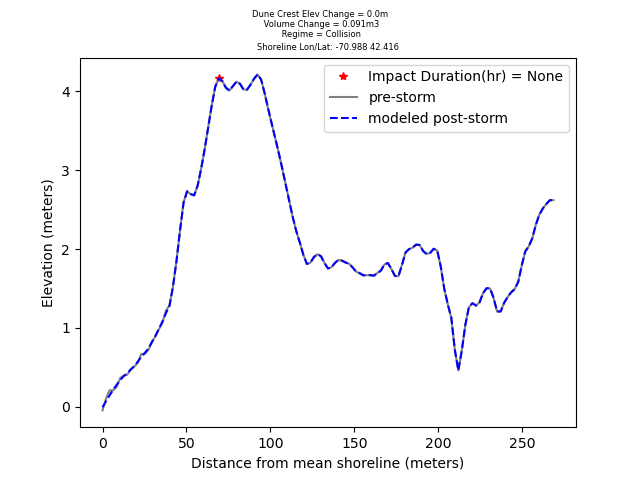 Dune Crest Elev Change = 0.0m
Volume Change = 0.091m3
Regime = Collision
Shoreline Lon/Lat: -70.988 42.416
Impact Duration(hr) = None
pre-storm
modeled post-storm
Elevation (meters)
4
3
2
1
0
0 50 100 150 200 250
Distance from mean shoreline (meters)